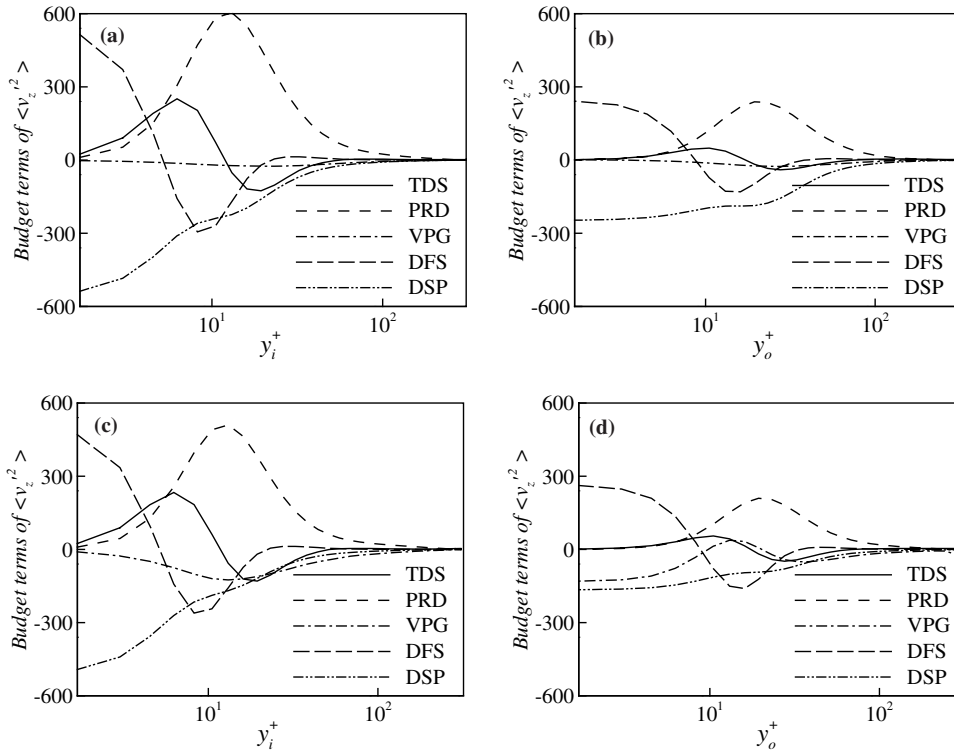 (a)
Budget terms of <v_z'^2>
600
300
0
-300
-600
TDS
PRD
VPG
DFS
DSP
10^1
10^2
y_i^+
(b)
Budget terms of <v_z'^2>
600
300
0
-300
-600
TDS
PRD
VPG
DFS
DSP
10^1
10^2
y_o^+
(c)
Budget terms of <v_z'^2>
600
300
0
-300
-600
TDS
PRD
VPG
DFS
DSP
10^1
10^2
y_i^+
(d)
Budget terms of <v_z'^2>
600
300
0
-300
-600
TDS
PRD
VPG
DFS
DSP
10^1
10^2
y_o^+